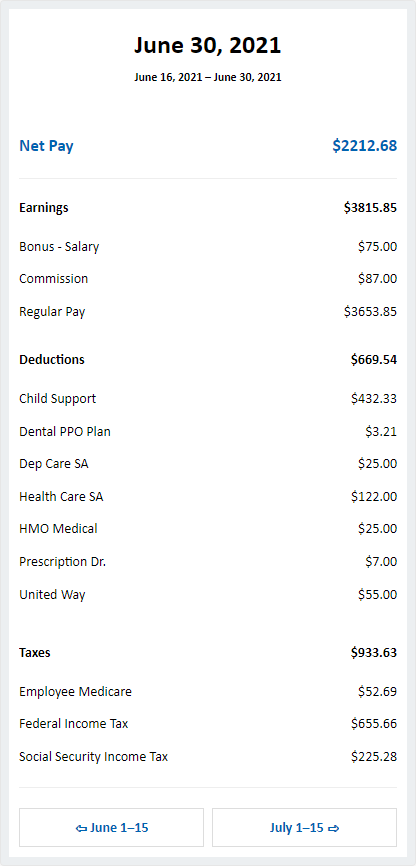 June 30, 2021
June 16, 2021 – June 30, 2021
Net Pay $2212.68
Earnings $3815.85
Bonus - Salary $75.00
Commission $87.00
Regular Pay $3653.85
Deductions $669.54
Child Support $432.33
Dental PPO Plan $3.21
Dep Care SA $25.00
Health Care SA $122.00
HMO Medical $25.00
Prescription Dr. $7.00
United Way $55.00
Taxes $933.63
Employee Medicare $52.69
Federal Income Tax $655.66
Social Security Income Tax $225.28
⇦ June 1–15 July 1–15 ⇨